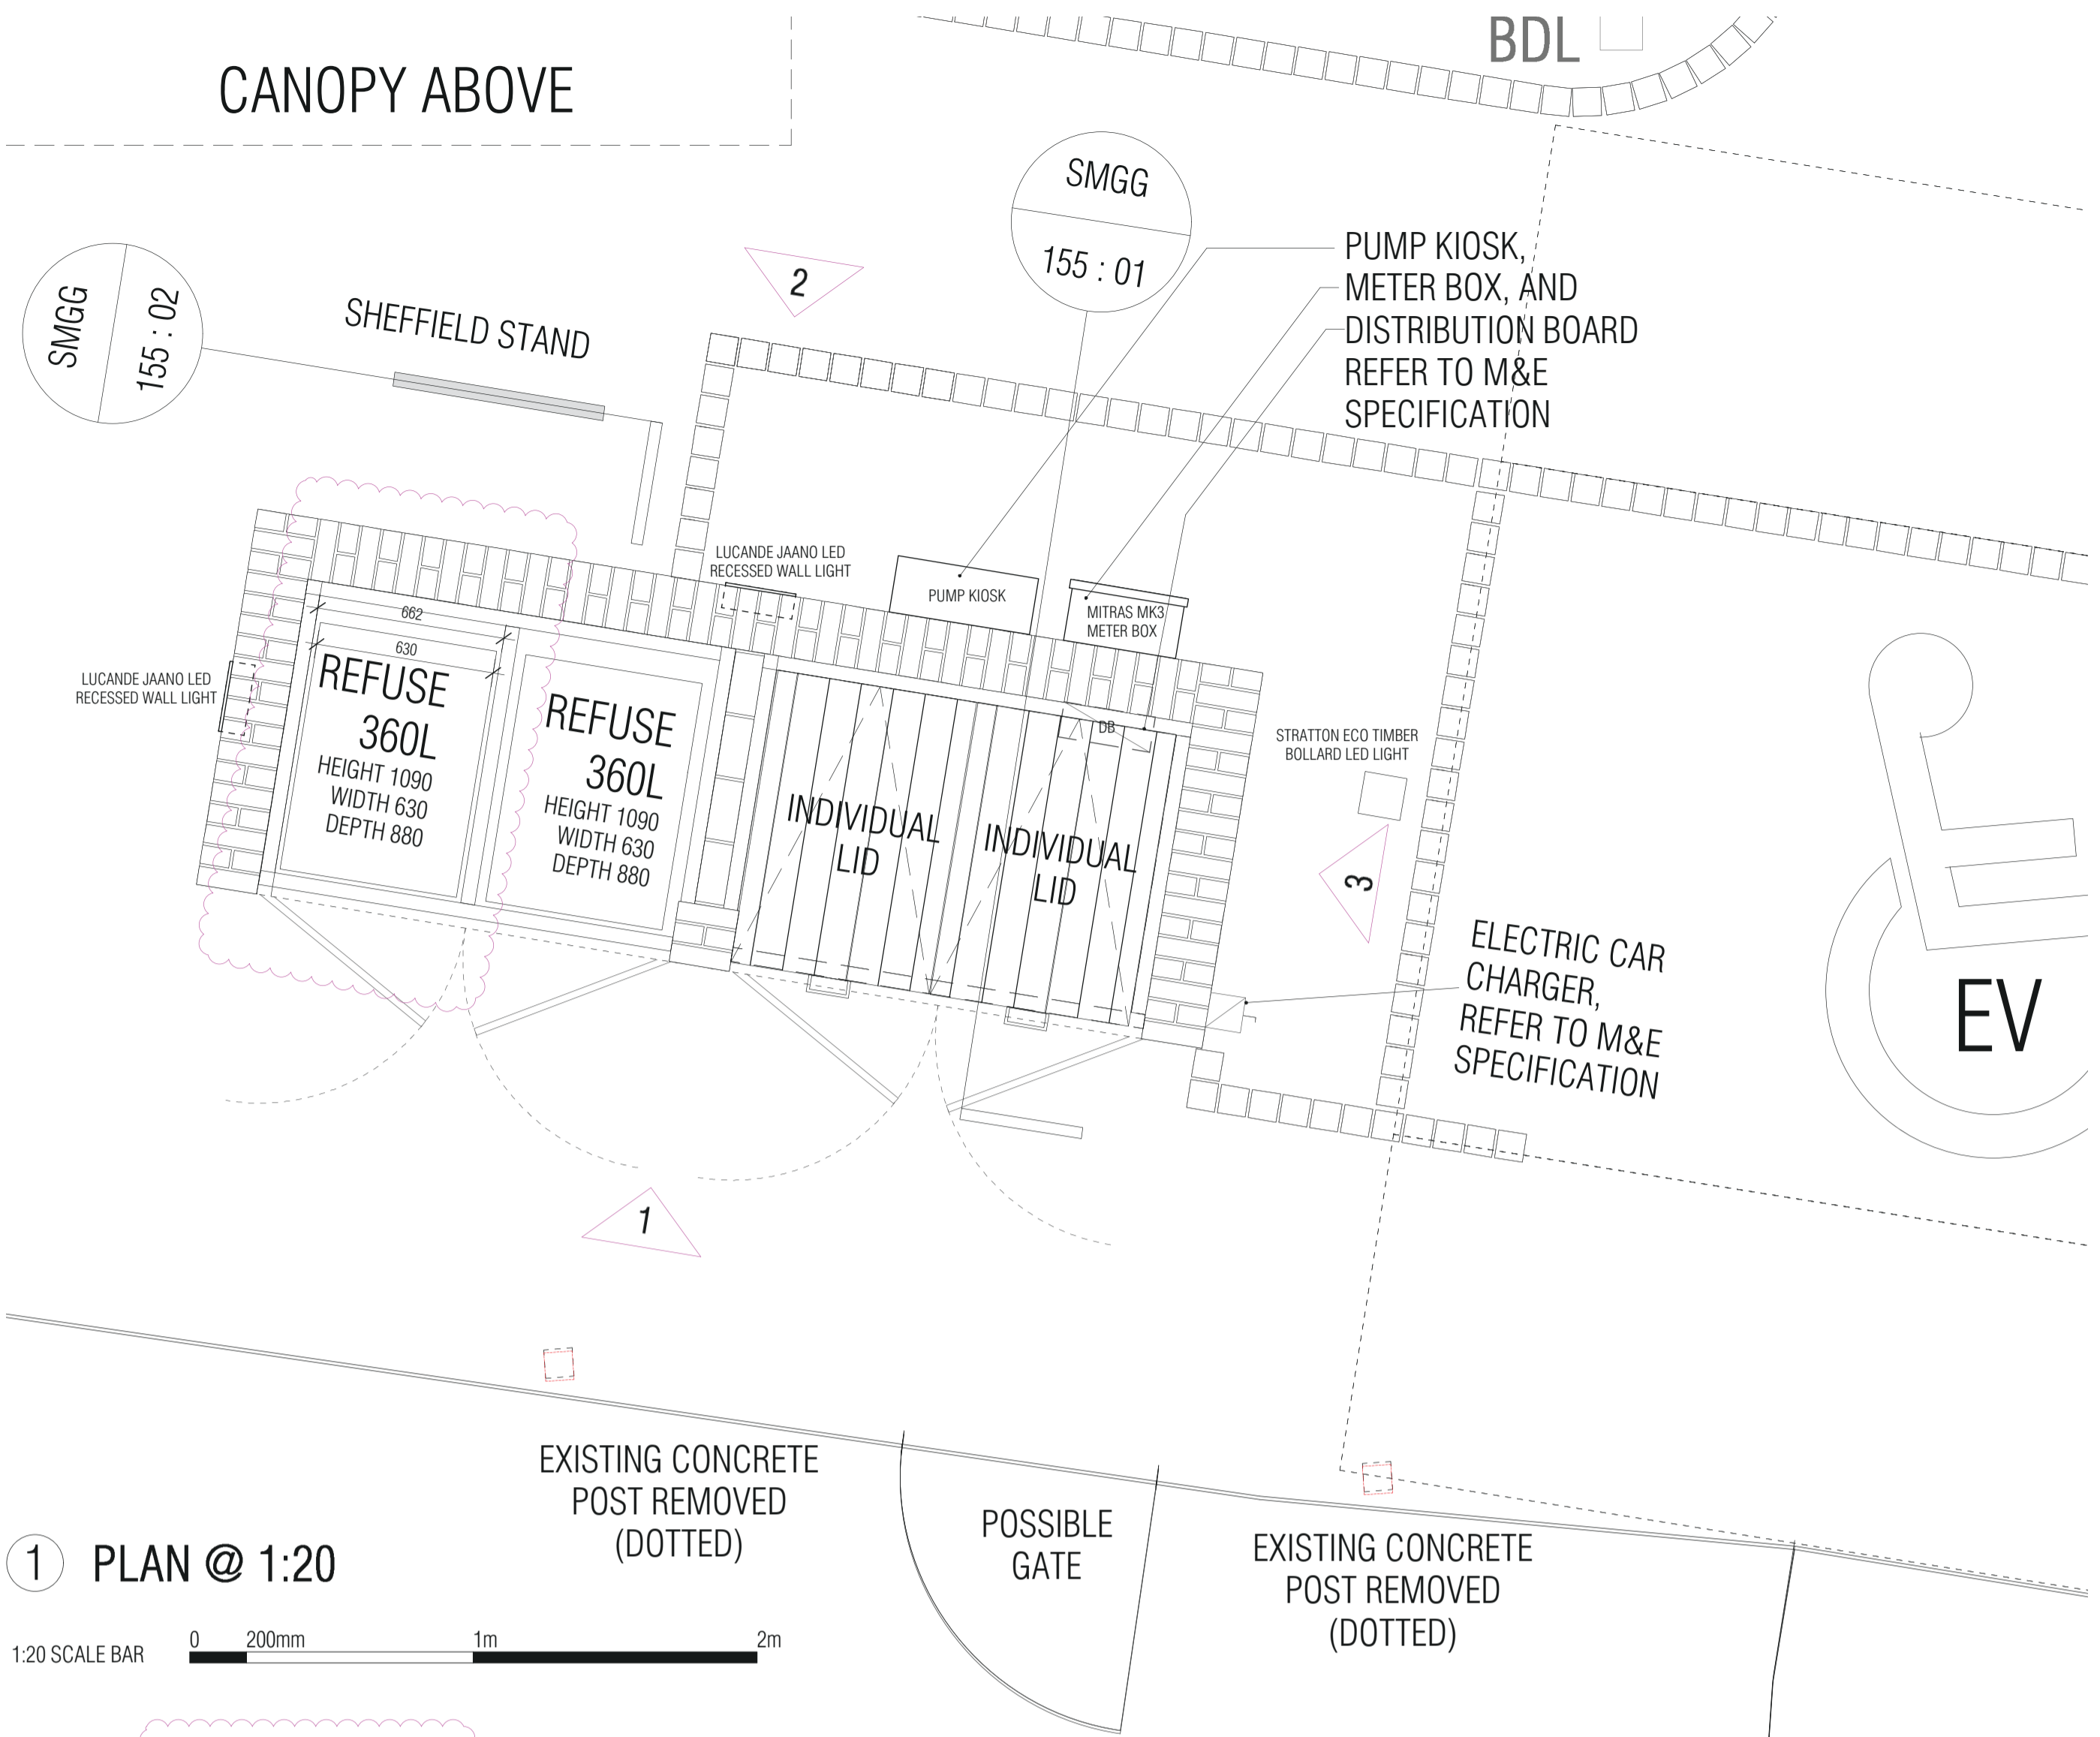 BDL
CANOPY ABOVE
SMGG
155 : 01
PUMP KIOSK,
METER BOX, AND
DISTRIBUTION BOARD
REFER TO M&E
SPECIFICATION
2
SMGG
155 : 02
SHEFFIELD STAND
LUCANDE JAANO LED
RECESSED WALL LIGHT
PUMP KIOSK
MITRAS MK3
METER BOX
662
630
LUCANDE JAANO LED
RECESSED WALL LIGHT
REFUSE
360L
HEIGHT 1090
WIDTH 630
DEPTH 880
REFUSE
360L
HEIGHT 1090
WIDTH 630
DEPTH 880
DB
INDIVIDUAL
LID
INDIVIDUAL
LID
STRATTON ECO TIMBER
BOLLARD LED LIGHT
3
ELECTRIC CAR
CHARGER,
REFER TO M&E
SPECIFICATION
EV
1
EXISTING CONCRETE
POST REMOVED
(DOTTED)
POSSIBLE
GATE
EXISTING CONCRETE
POST REMOVED
(DOTTED)
1 PLAN @ 1:20
1:20 SCALE BAR
0 200mm 1m 2m